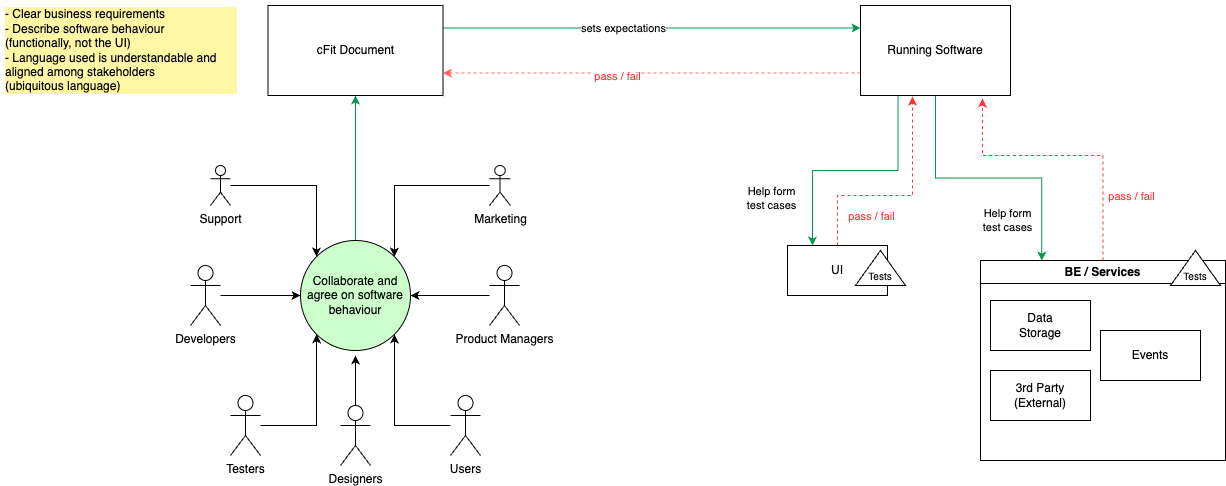 - Clear business requirements
- Describe software behaviour
(functionally, not the UI)
- Language used is understandable and
aligned among stakeholders
(ubiquitous language)
cFit Document
sets expectations
Running Software
pass / fail
Support
Marketing
Help form
test cases
pass / fail
pass / fail
Help form
test cases
Collaborate and
agree on software
behaviour
UI
Tests
BE / Services
Tests
Developers
Product Managers
Data
Storage
Events
3rd Party
(External)
Testers
Designers
Users